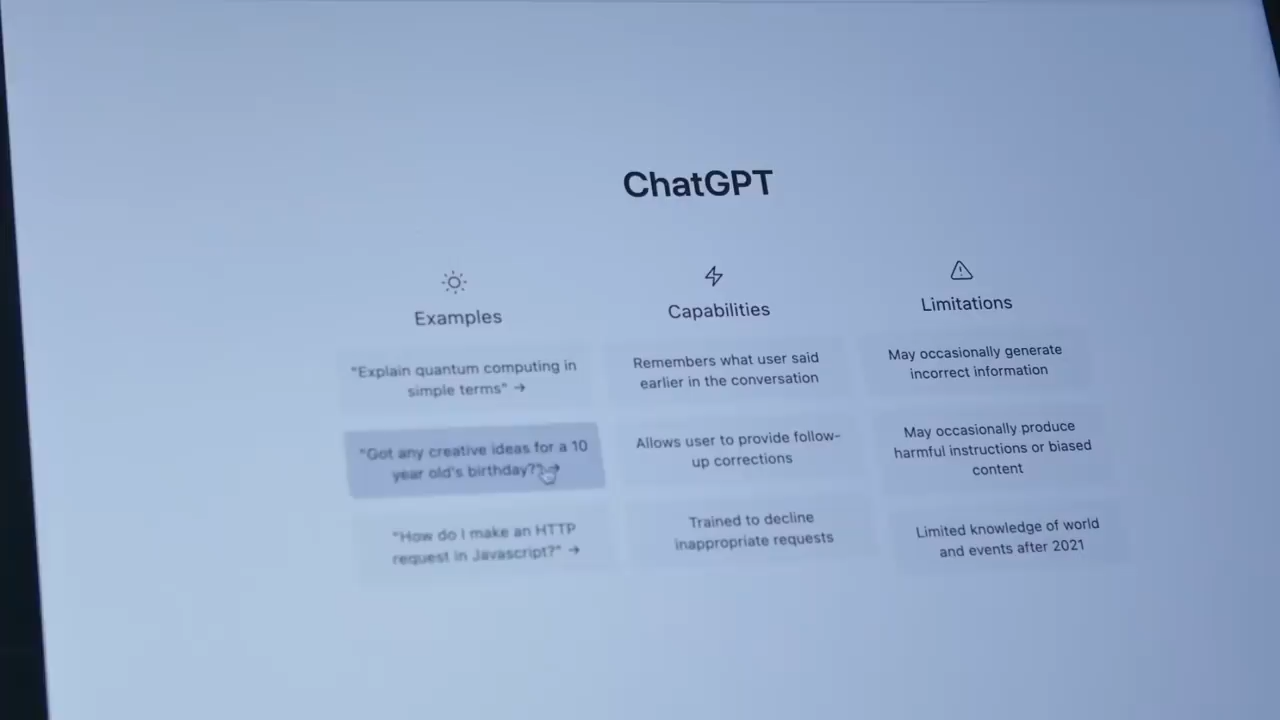 ChatGPT
Examples
"Explain quantum computing in
simple terms" →
"Got any creative ideas for a 10
year old's birthday?" →
"How do I make an HTTP
request in Javascript?" →
Capabilities
Remembers what user said
earlier in the conversation
Allows user to provide follow-
up corrections
Trained to decline
inappropriate requests
Limitations
May occasionally generate
incorrect information
May occasionally produce
harmful instructions or biased
content
Limited knowledge of world
and events after 2021